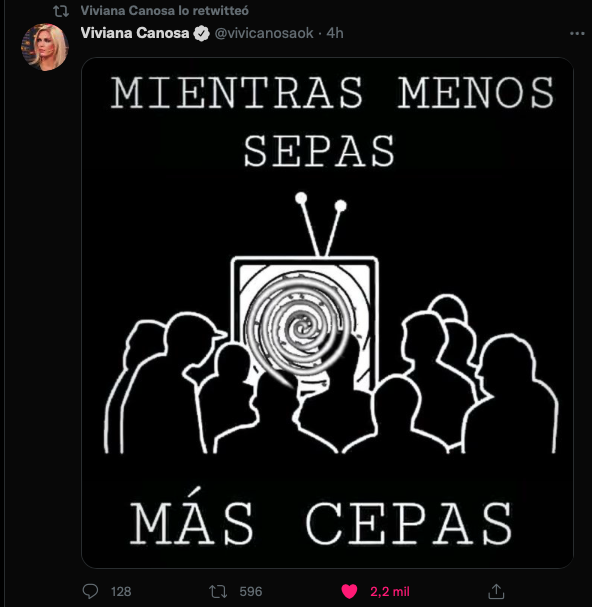 Viviana Canosa lo retwitteó
Viviana Canosa @vivicanosaok · 4h
MIENTRAS MENOS
SEPAS
MÁS CEPAS
128 596 2,2 mil